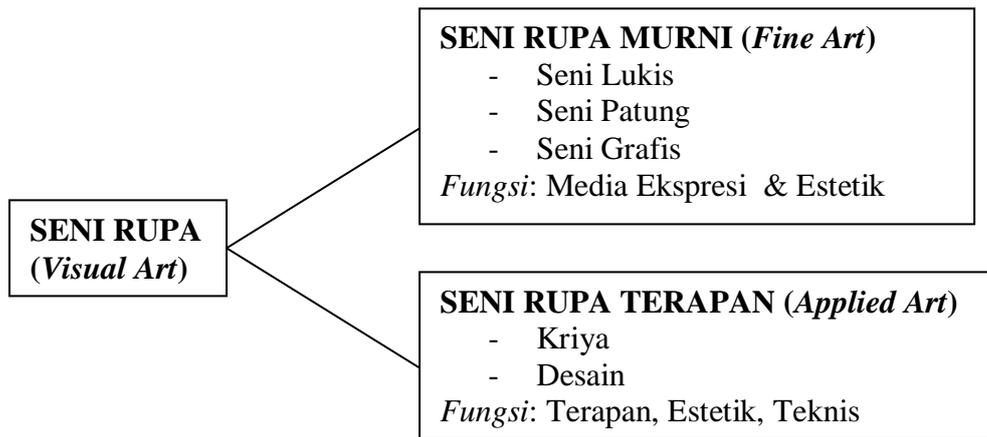 SENI RUPA MURNI (Fine Art)
- Seni Lukis
- Seni Patung
- Seni Grafis
Fungsi: Media Ekspresi & Estetik
SENI RUPA
(Visual Art)
SENI RUPA TERAPAN (Applied Art)
- Kriya
- Desain
Fungsi: Terapan, Estetik, Teknis